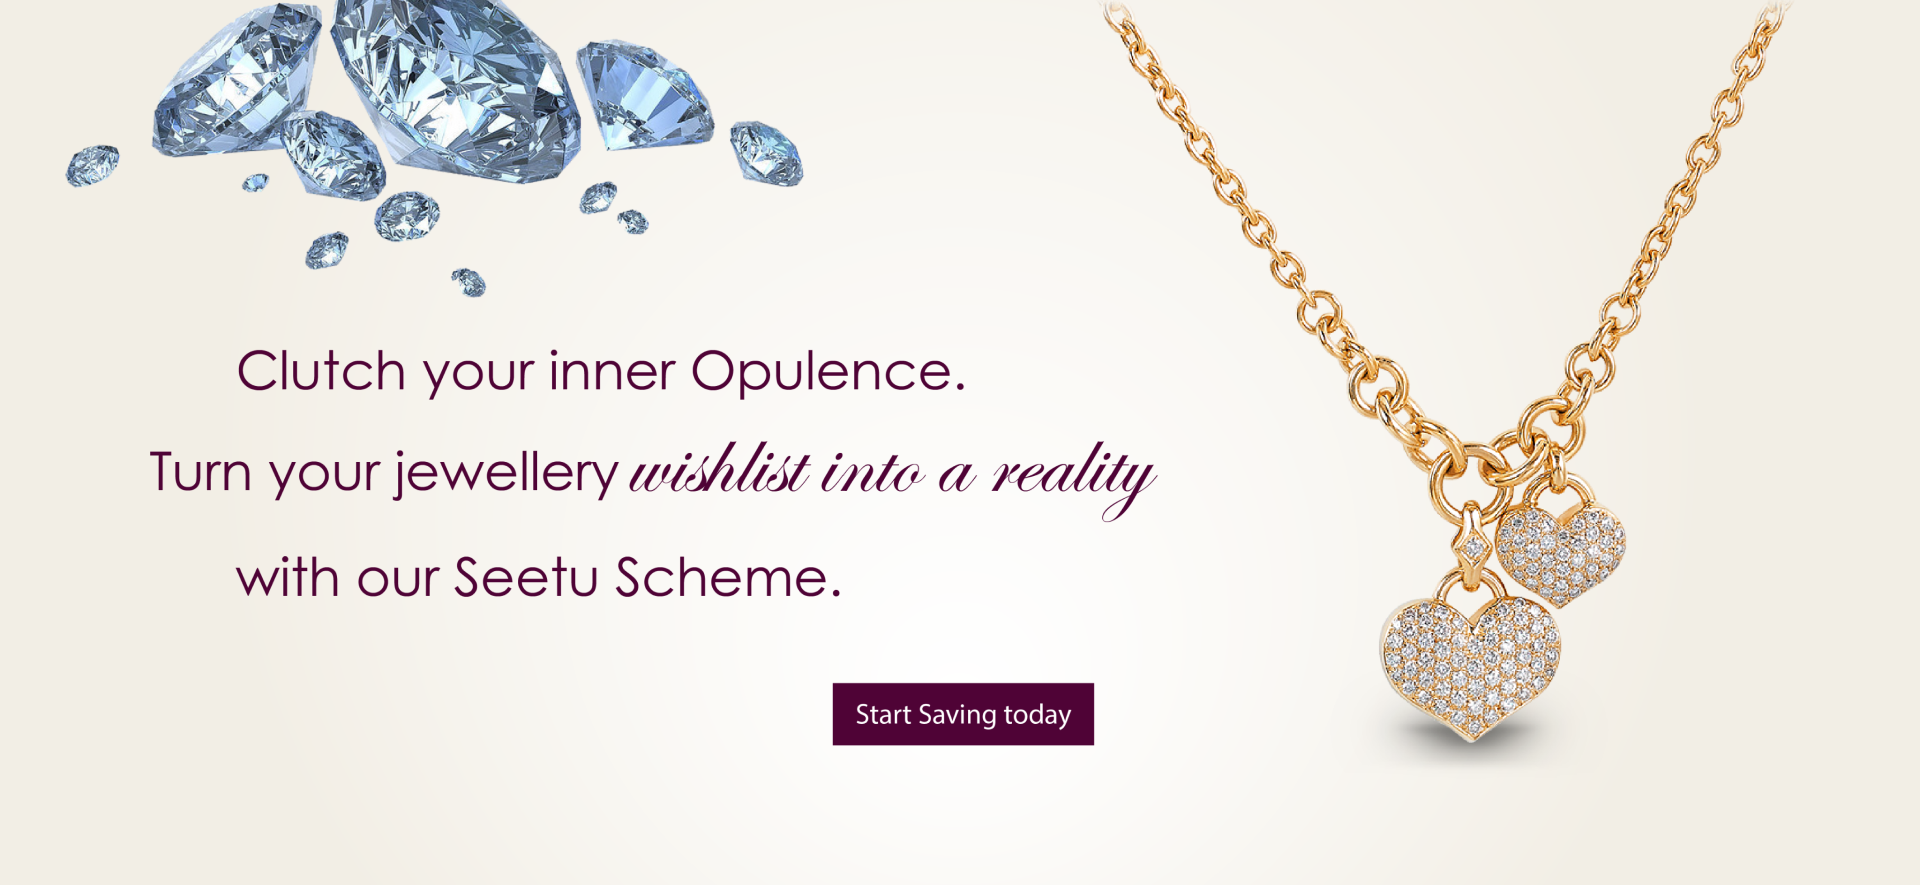 Clutch your inner Opulence.
Turn your jewellery wishlist into a reality
with our Seetu Scheme.
Start Saving today